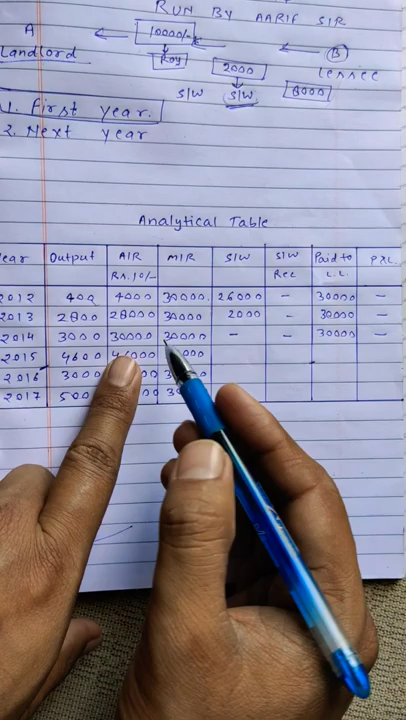 RUN BY AARIF SIR
A 10000/-
Landlord Roy B
2000 lessee
S/W S/W 8000
1. First year.
2. Next year
Analytical Table
Year Output AIR Rs.10/- MIR S/W S/W Rec Paid to L.L. P&L
2012 400 4000 30000. 26000 - 30000 -
2013 2800 28000 30000 2000 - 30000 -
2014 3000 30000 30000 - - 30000 -
2015 4600
2016 3000
2017